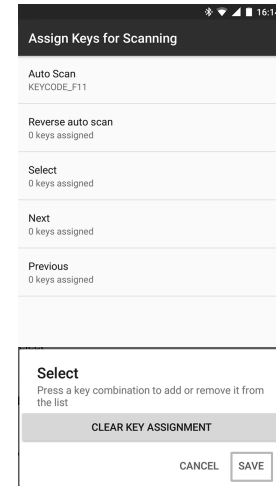 16:14
Assign Keys for Scanning
Auto Scan
KEYCODE_F11
Reverse auto scan
0 keys assigned
Select
0 keys assigned
Next
0 keys assigned
Previous
0 keys assigned
Select
Press a key combination to add or remove it from
the list
CLEAR KEY ASSIGNMENT
CANCEL SAVE